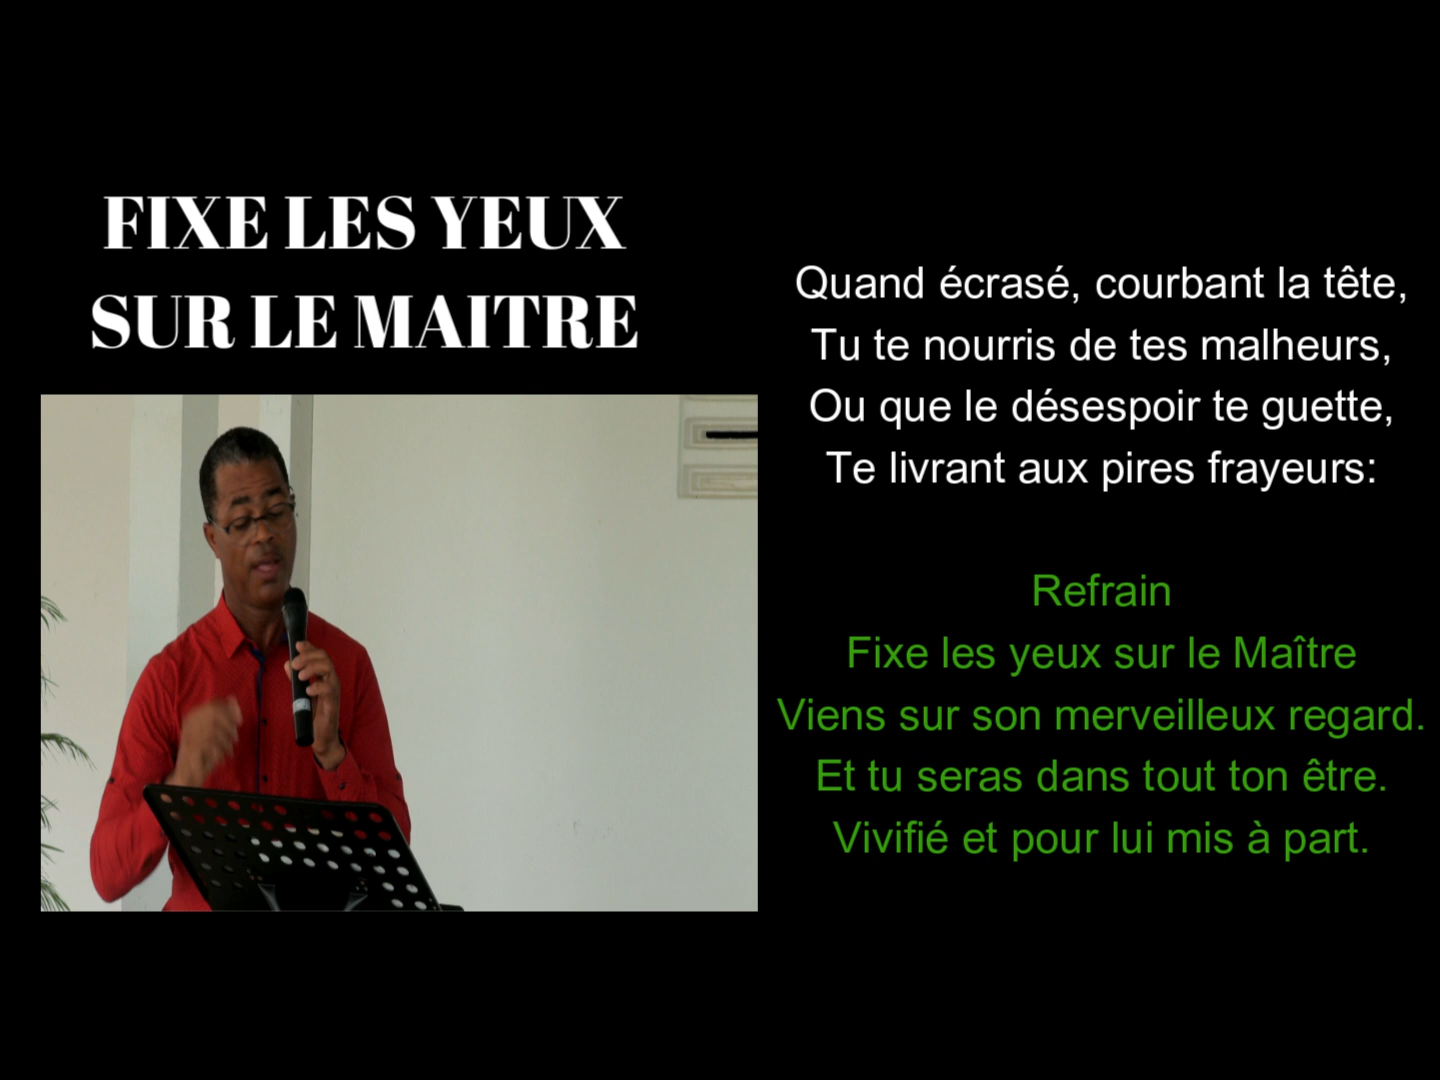 FIXE LES YEUX
SUR LE MAITRE
Quand écrasé, courbant la tête,
Tu te nourris de tes malheurs,
Ou que le désespoir te guette,
Te livrant aux pires frayeurs:
Refrain
Fixe les yeux sur le Maître
Viens sur son merveilleux regard.
Et tu seras dans tout ton être.
Vivifié et pour lui mis à part.